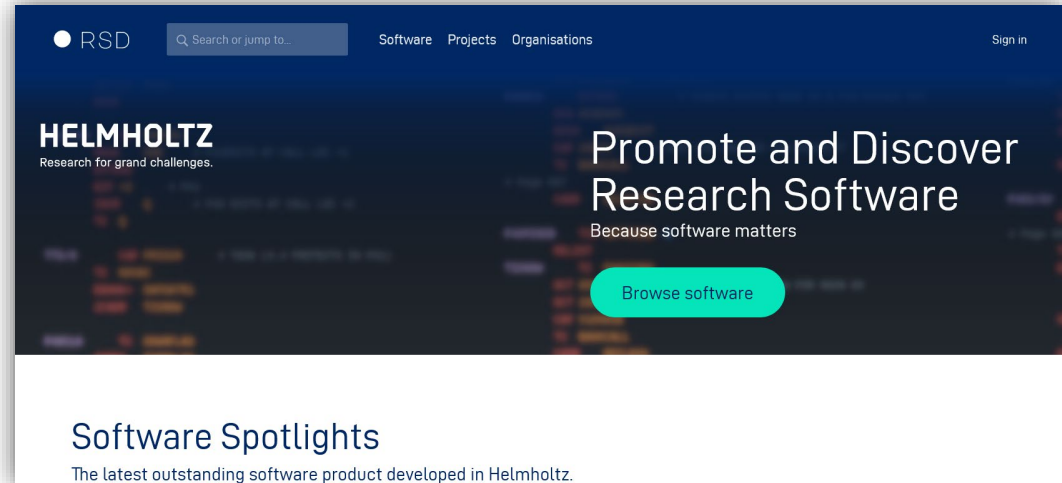 RSD
Search or jump to...
Software Projects Organisations
Sign in
HELMHOLTZ
Research for grand challenges.
Promote and Discover
Research Software
Because software matters
Browse software
Software Spotlights
The latest outstanding software product developed in Helmholtz.